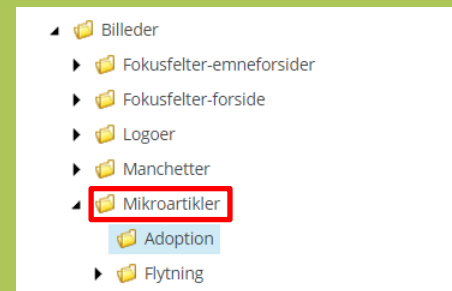 Billeder
Fokusfelter-emneforsider
Fokusfelter-forside
Logoer
Manchetter
Mikroartikler
Adoption
Flytning